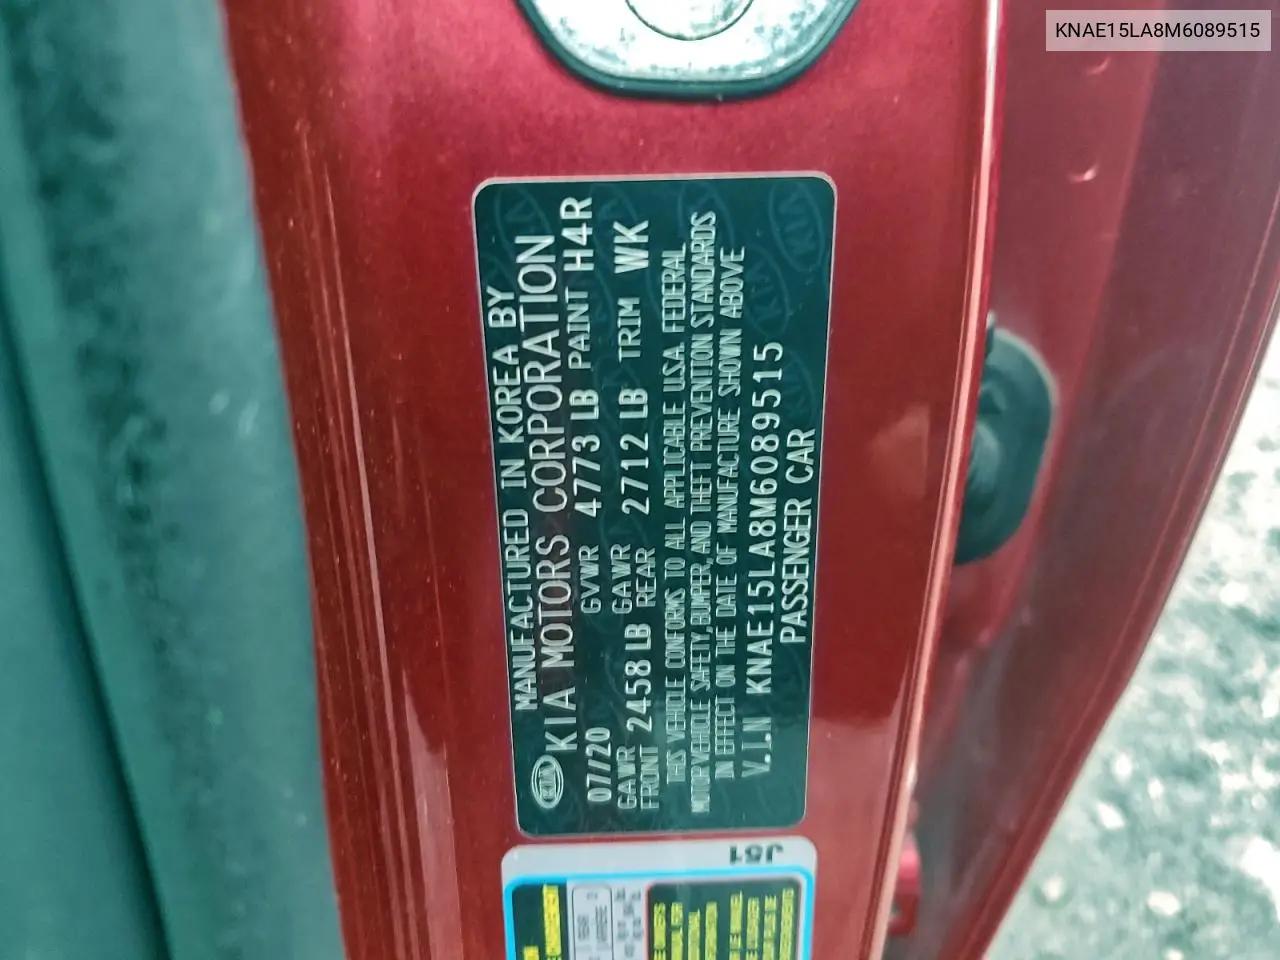 KNAE15LA8M6089515
MANUFACTURED IN KOREA BY
KIA KIA MOTORS CORPORATION
07/20 GVWR 4773 LB PAINT H4R
GAWR FRONT 2458 LB GAWR REAR 2712 LB TRIM WK
THIS VEHICLE CONFORMS TO ALL APPLICABLE U.S.A. FEDERAL
MOTOR VEHICLE SAFETY, BUMPER, AND THEFT PREVENTION STANDARDS
IN EFFECT ON THE DATE OF MANUFACTURE SHOWN ABOVE
V.I.N KNAE15LA8M6089515
PASSENGER CAR
J51